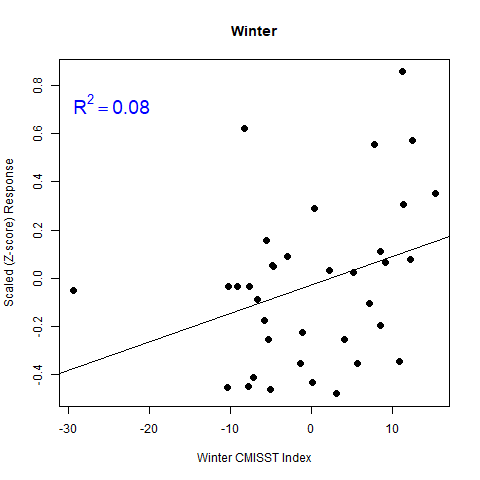 Winter
R² = 0.08
0.8
0.6
0.4
0.2
0.0
-0.2
-0.4
Scaled (Z-score) Response
-30 -20 -10 0 10
Winter CMISST Index